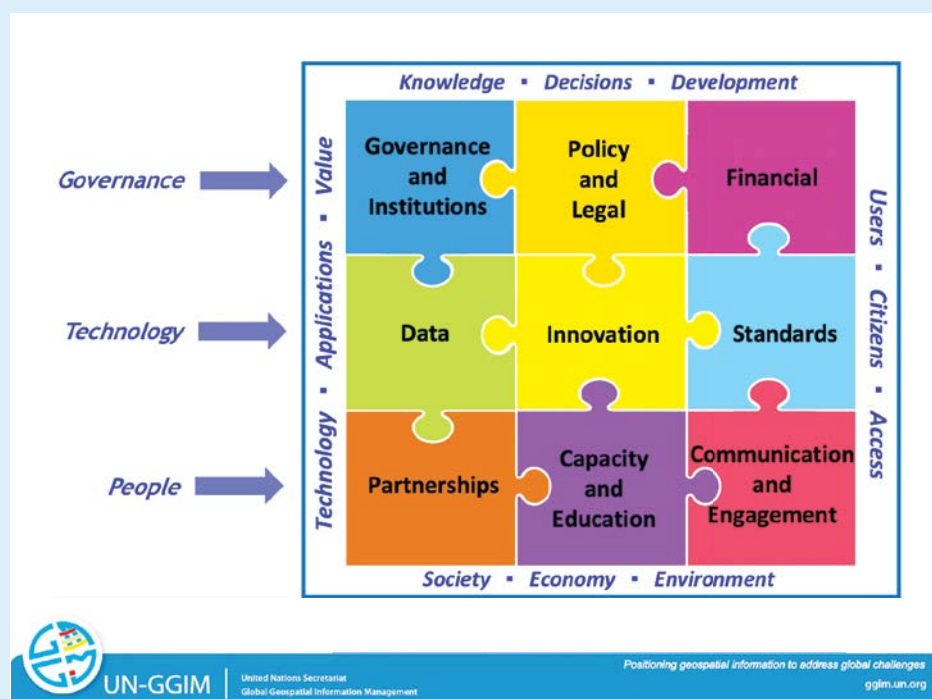 Knowledge ▪ Decisions ▪ Development
Technology ▪ Applications ▪ Value
Users ▪ Citizens ▪ Access
Governance
Governance
and
Institutions
Policy
and
Legal
Financial
Technology
Data
Innovation
Standards
People
Partnerships
Capacity
and
Education
Communication
and
Engagement
Society ▪ Economy ▪ Environment
UN-GGIM
United Nations Secretariat
Global Geospatial Information Management
Positioning geospatial information to address global challenges
ggim.un.org